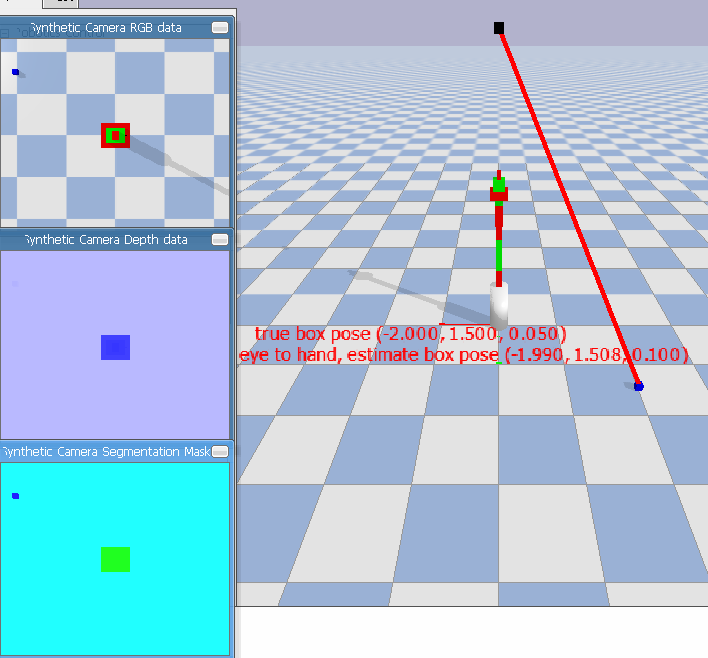 Synthetic Camera RGB data
Synthetic Camera Depth data
Synthetic Camera Segmentation Mask
true box pose (-2.000, 1.500, 0.050)
eye to hand, estimate box pose (-1.990, 1.508, 0.100)